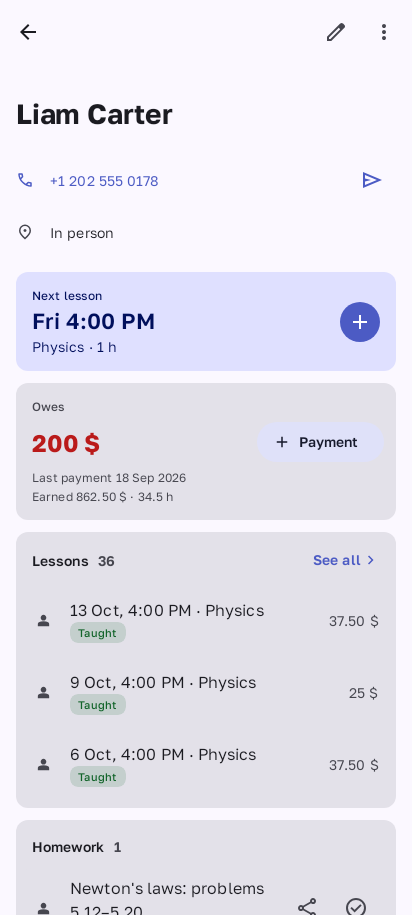 Liam Carter
+1 202 555 0178
In person
Next lesson
Fri 4:00 PM
Physics · 1 h
Owes
200 $
Payment
Last payment 18 Sep 2026
Earned 862.50 $ · 34.5 h
Lessons 36
See all
13 Oct, 4:00 PM · Physics
Taught
37.50 $
9 Oct, 4:00 PM · Physics
Taught
25 $
6 Oct, 4:00 PM · Physics
Taught
37.50 $
Homework 1
Newton's laws: problems
5.12–5.20